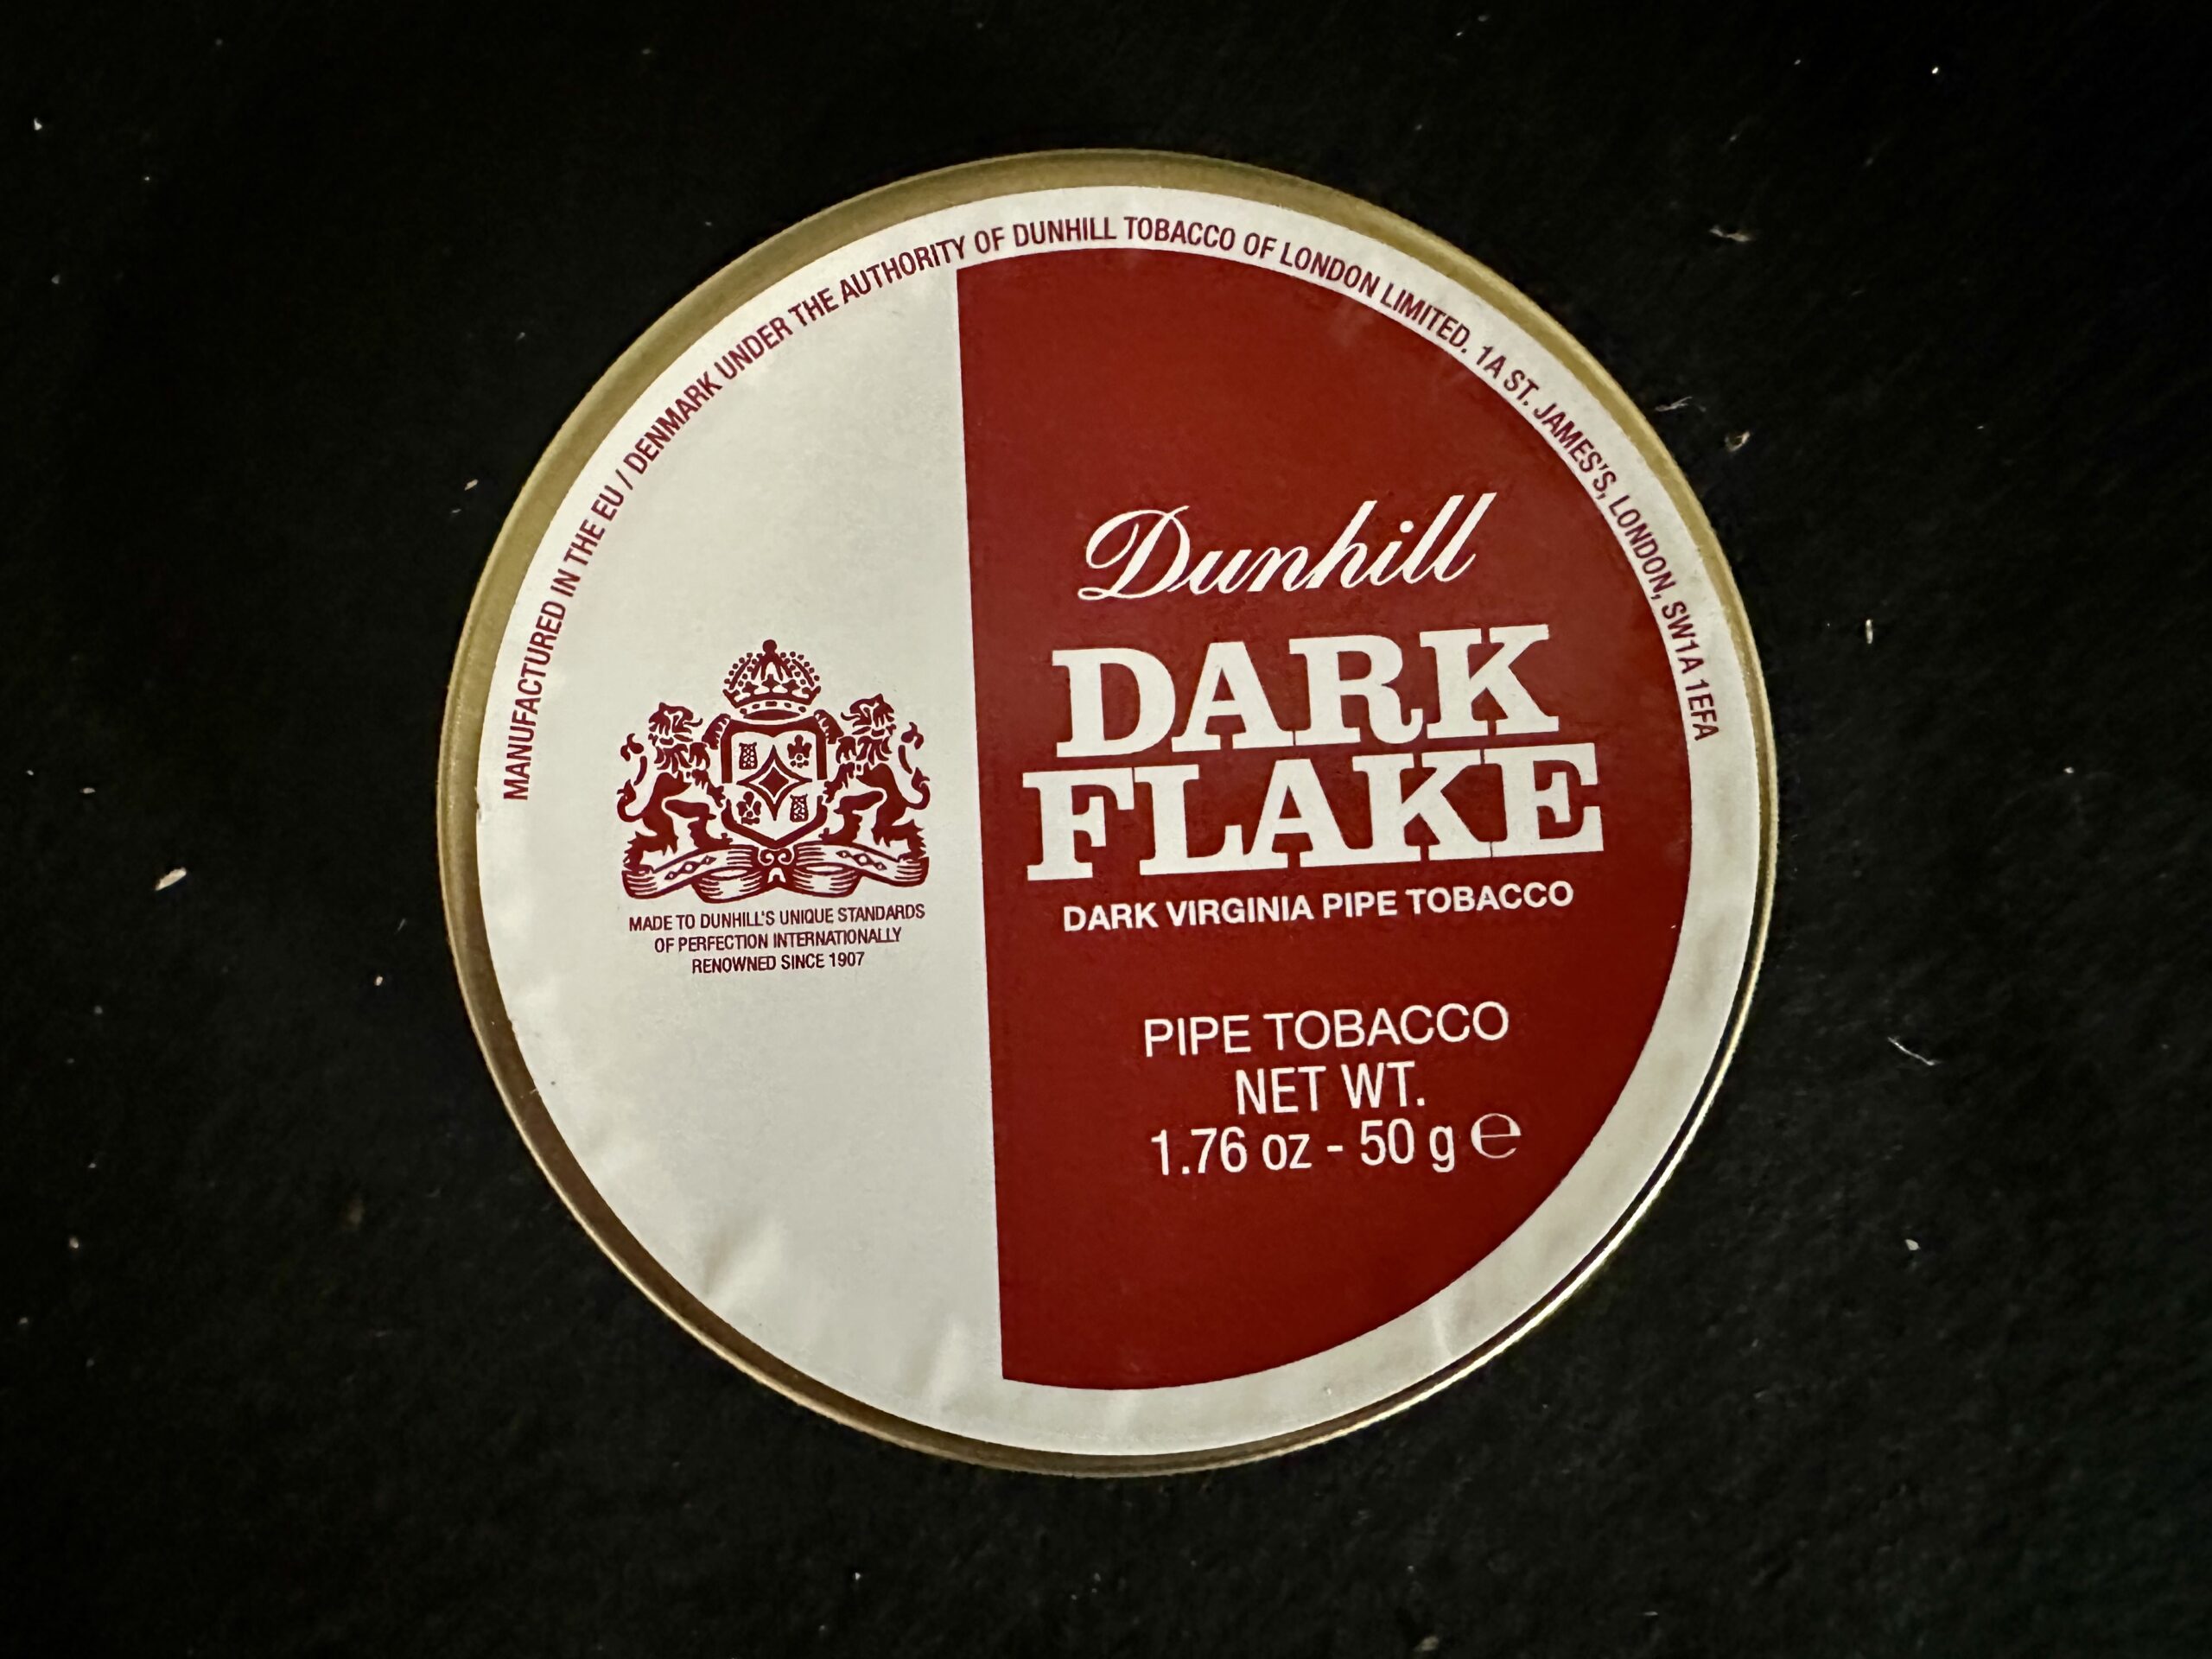 MANUFACTURED IN THE EU / DENMARK UNDER THE AUTHORITY OF DUNHILL TOBACCO OF LONDON LIMITED. 1A ST. JAMES'S, LONDON, SW1A 1EFA
Dunhill
DARK
FLAKE
DARK VIRGINIA PIPE TOBACCO
MADE TO DUNHILL'S UNIQUE STANDARDS
OF PERFECTION INTERNATIONALLY
RENOWNED SINCE 1907
PIPE TOBACCO
NET WT.
1.76 oz - 50 g ℮